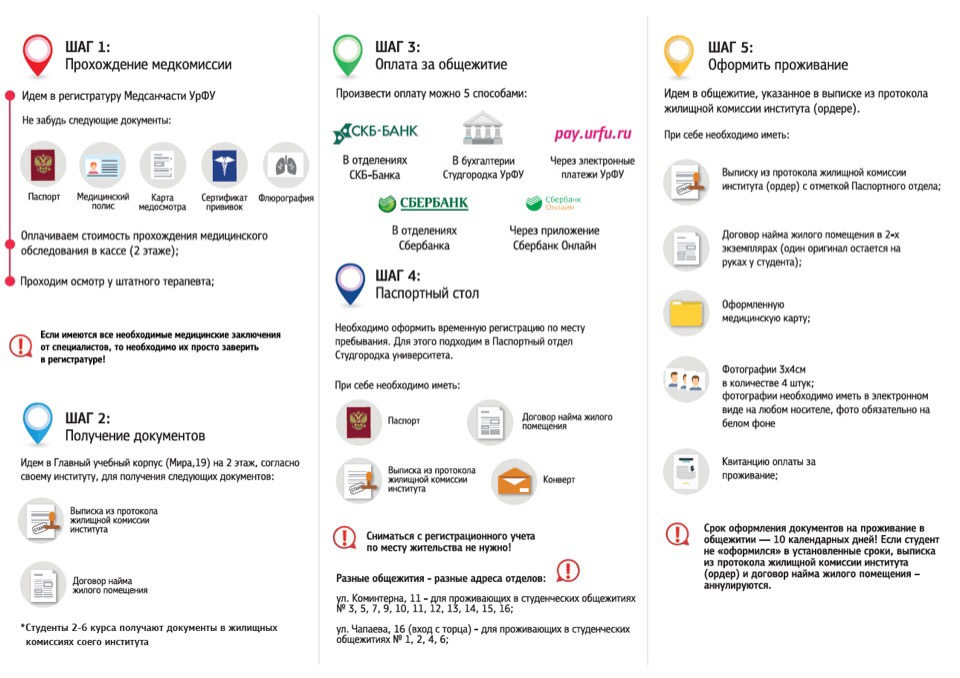 ШАГ 1:
Прохождение медкомиссии
Идем в регистратуру Медсанчасти УрФУ
Не забудь следующие документы:
Паспорт
Медицинский
полис
Карта
медосмотра
Сертификат
прививок
Флюрография
Оплачиваем стоимость прохождения медицинского
обследования в кассе (2 этаже);
Проходим осмотр у штатного терапевта;
Если имеются все необходимые медицинские заключения
от специалистов, то необходимо их просто заверить
в регистратуре!
ШАГ 2:
Получение документов
Идем в Главный учебный корпус (Мира,19) на 2 этаж, согласно
своему институту, для получения следующих документов:
Выписка из протокола
жилищной комиссии
института
Договор найма
жилого помещения
*Студенты 2-6 курса получают документы в жилищных
комиссиях соего института
ШАГ 3:
Оплата за общежитие
Произвести оплату можно 5 способами:
СКБ-БАНК
В отделениях
СКБ-Банка
В бухгалтерии
Студгородка УрФУ
pay.urfu.ru
Через электронные
платежи УрФУ
СБЕРБАНК
В отделениях
Сбербанка
Сбербанк
Онлайн
Через приложение
Сбербанк Онлайн
ШАГ 4:
Паспортный стол
Необходимо оформить временную регистрацию по месту
пребывания. Для этого подходим в Паспортный отдел
Студгородка университета.
При себе необходимо иметь:
Паспорт
Договор найма жилого
помещения
Выписка из протокола
жилищной комиссии
института
Конверт
Сниматься с регистрационного учета
по месту жительства не нужно!
Разные общежития - разные адреса отделов:
ул. Коминтерна, 11 - для проживающих в студенческих общежитиях
№ 3, 5, 7, 9, 10, 11, 12, 13, 14, 15, 16;
ул. Чапаева, 16 (вход с торца) - для проживающих в студенческих
общежитиях № 1, 2, 4, 6;
ШАГ 5:
Оформить проживание
Идем в общежитие, указанное в выписке из протокола
жилищной комиссии института (ордере).
При себе необходимо иметь:
Выписку из протокола жилищной комиссии
института (ордер) с отметкой Паспортного отдела;
Договор найма жилого помещения в 2-х
экземплярах (один оригинал остается на
руках у студента);
Оформленную
медицинскую карту;
Фотографии 3х4см
в количестве 4 штук;
фотографии необходимо иметь в электронном
виде на любом носителе, фото обязательно на
белом фоне
Квитанцию оплаты за
проживание;
Срок оформления документов на проживание в
общежитии — 10 календарных дней! Если студент
не «оформился» в установленные сроки, выписка
из протокола жилищной комиссии института
(ордер) и договор найма жилого помещения –
аннулируются.